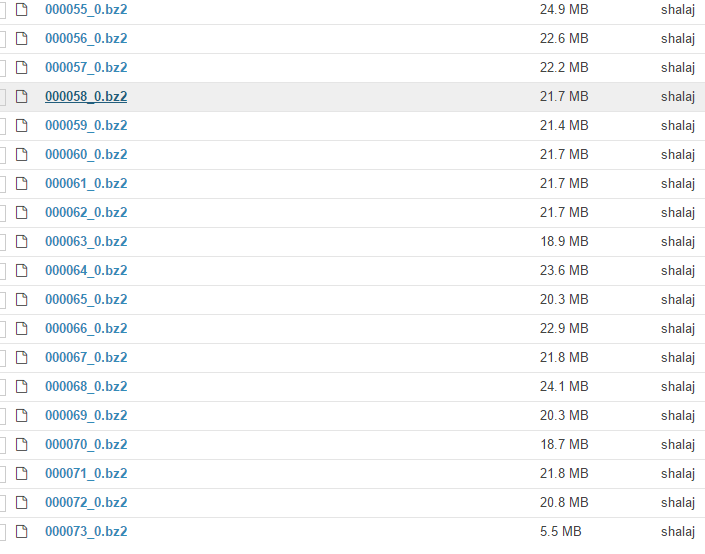 000055_0.bz2 24.9 MB shalaj
000056_0.bz2 22.6 MB shalaj
000057_0.bz2 22.2 MB shalaj
000058_0.bz2 21.7 MB shalaj
000059_0.bz2 21.4 MB shalaj
000060_0.bz2 21.7 MB shalaj
000061_0.bz2 21.7 MB shalaj
000062_0.bz2 21.7 MB shalaj
000063_0.bz2 18.9 MB shalaj
000064_0.bz2 23.6 MB shalaj
000065_0.bz2 20.3 MB shalaj
000066_0.bz2 22.9 MB shalaj
000067_0.bz2 21.8 MB shalaj
000068_0.bz2 24.1 MB shalaj
000069_0.bz2 20.3 MB shalaj
000070_0.bz2 18.7 MB shalaj
000071_0.bz2 21.8 MB shalaj
000072_0.bz2 20.8 MB shalaj
000073_0.bz2 5.5 MB shalaj